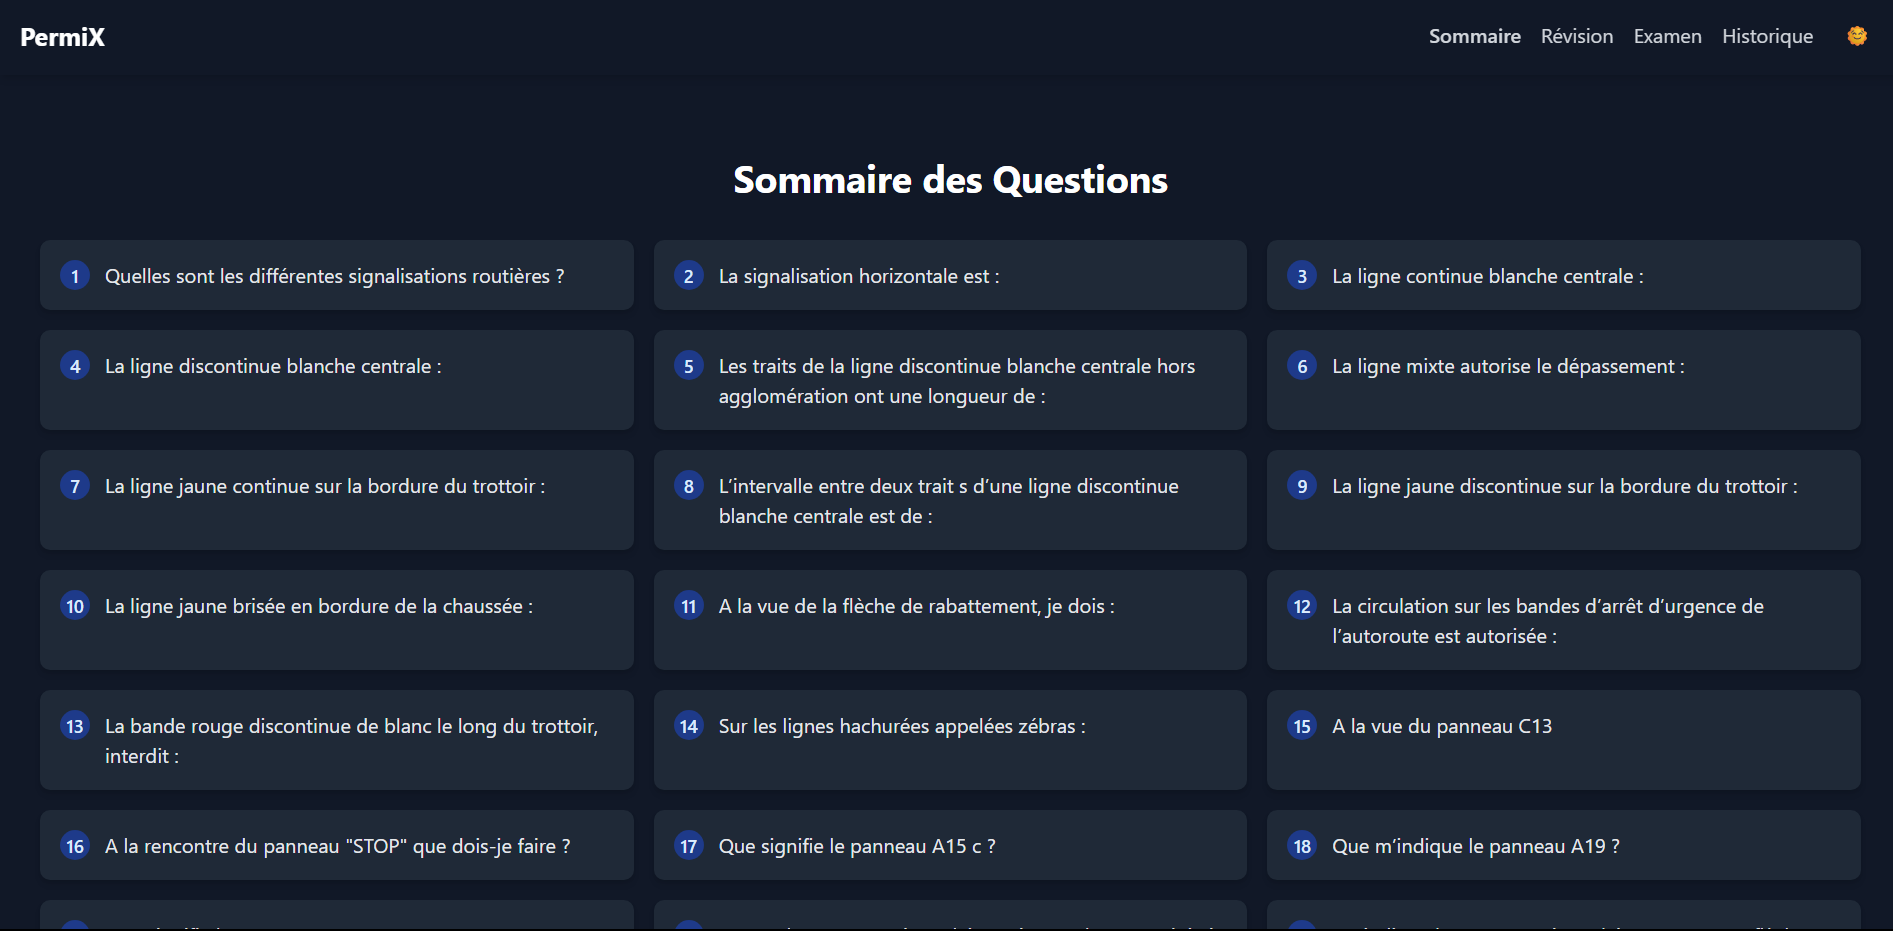 PermiX
Sommaire Révision Examen Historique
Sommaire des Questions
1 Quelles sont les différentes signalisations routières ?
2 La signalisation horizontale est :
3 La ligne continue blanche centrale :
4 La ligne discontinue blanche centrale :
5 Les traits de la ligne discontinue blanche centrale hors
agglomération ont une longueur de :
6 La ligne mixte autorise le dépassement :
7 La ligne jaune continue sur la bordure du trottoir :
8 L’intervalle entre deux trait s d’une ligne discontinue
blanche centrale est de :
9 La ligne jaune discontinue sur la bordure du trottoir :
10 La ligne jaune brisée en bordure de la chaussée :
11 A la vue de la flèche de rabattement, je dois :
12 La circulation sur les bandes d’arrêt d’urgence de
l’autoroute est autorisée :
13 La bande rouge discontinue de blanc le long du trottoir,
interdit :
14 Sur les lignes hachurées appelées zébras :
15 A la vue du panneau C13
16 A la rencontre du panneau "STOP" que dois-je faire ?
17 Que signifie le panneau A15 c ?
18 Que m’indique le panneau A19 ?